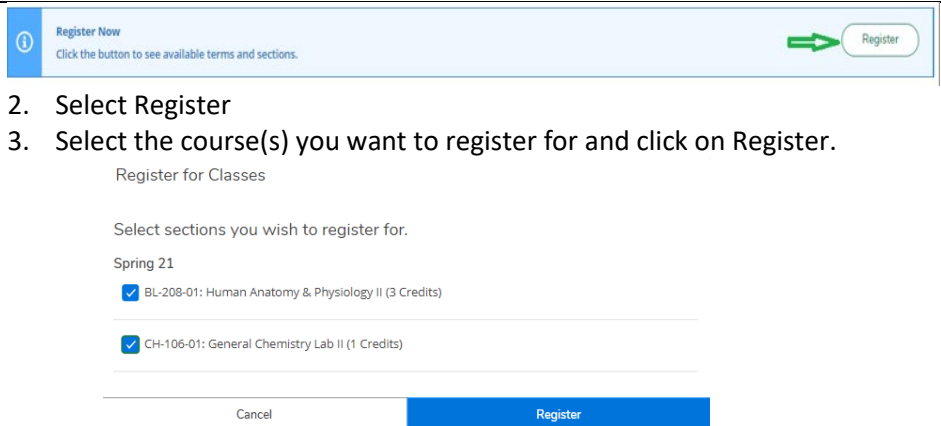 Register Now
Click the button to see available terms and sections.
Register
2. Select Register
3. Select the course(s) you want to register for and click on Register.
Register for Classes
Select sections you wish to register for.
Spring 21
BL-208-01: Human Anatomy & Physiology II (3 Credits)
CH-106-01: General Chemistry Lab II (1 Credits)
Cancel Register